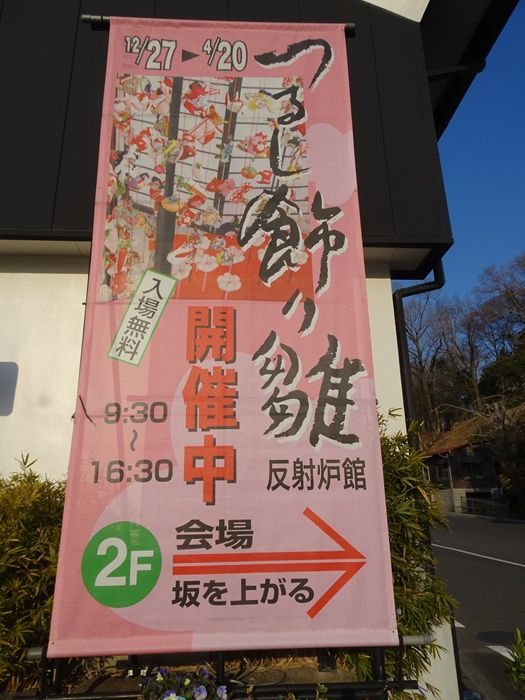 12/27▶4/20
つるし飾り雛
入場無料
開催中
9:30
～
16:30
反射炉館
2F
会場
坂を上がる